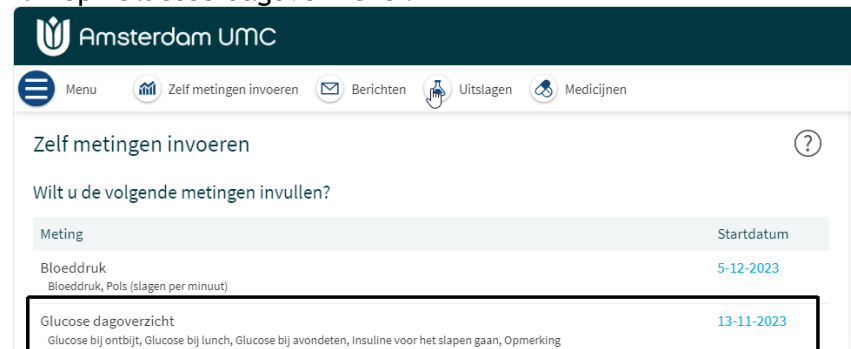 Amsterdam UMC
Menu Zelf metingen invoeren Berichten Uitslagen Medicijnen
Zelf metingen invoeren ?
Wilt u de volgende metingen invullen?
Meting Startdatum
Bloeddruk 5-12-2023
Bloeddruk, Pols (slagen per minuut)
Glucose dagoverzicht 13-11-2023
Glucose bij ontbijt, Glucose bij lunch, Glucose bij avondeten, Insuline voor het slapen gaan, Opmerking